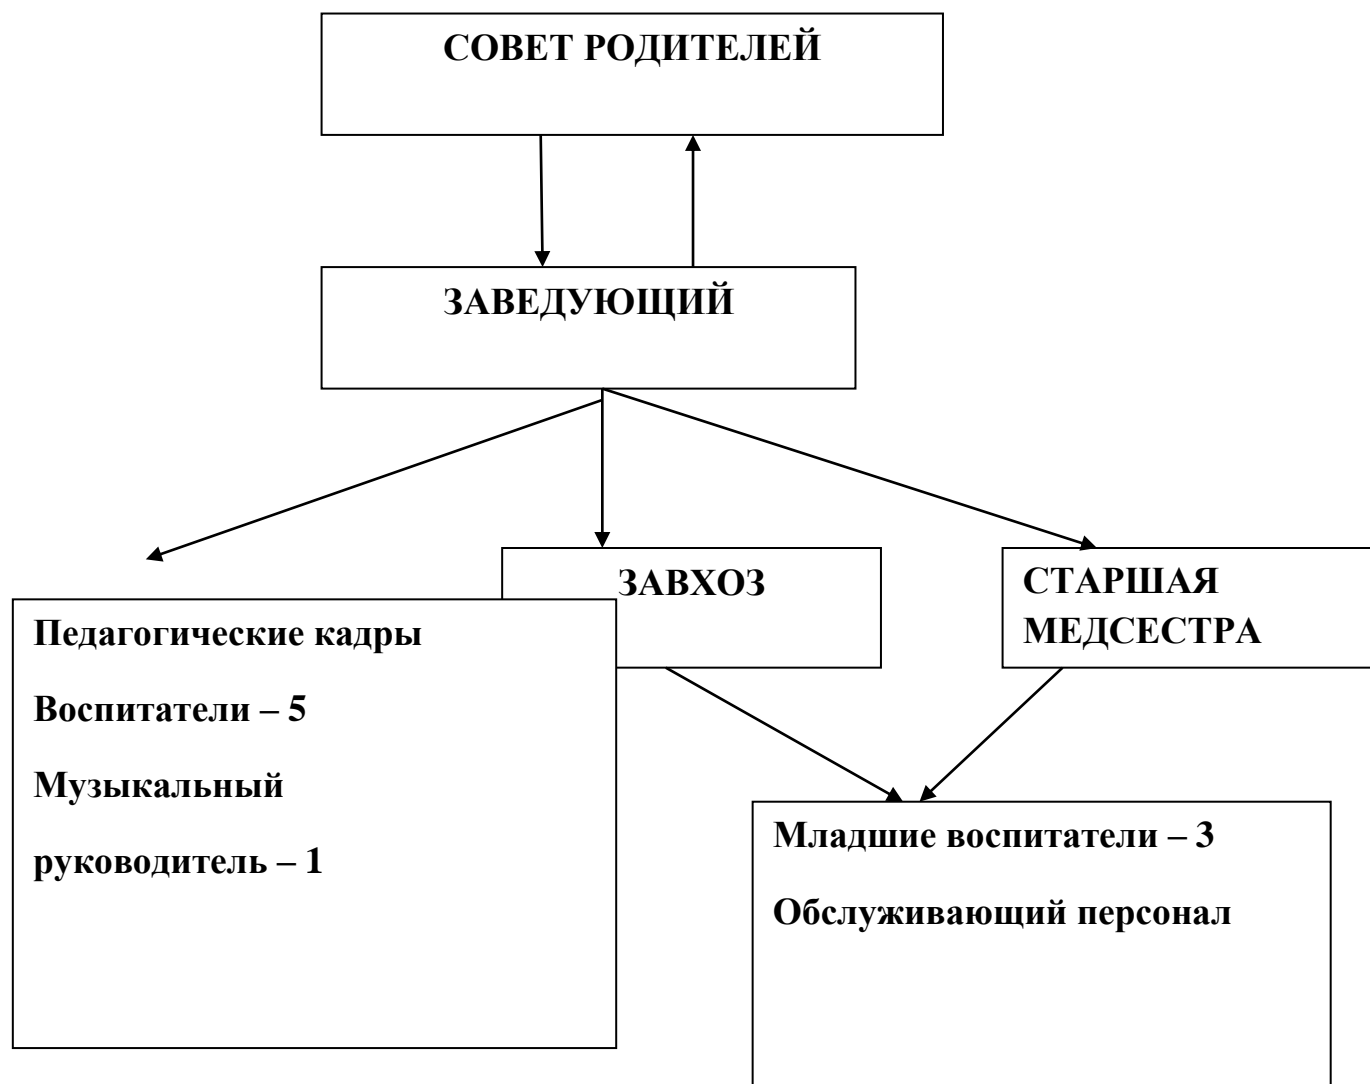 СОВЕТ РОДИТЕЛЕЙ
ЗАВЕДУЮЩИЙ
ЗАВХОЗ
СТАРШАЯ
МЕДСЕСТРА
Педагогические кадры
Воспитатели – 5
Музыкальный
руководитель – 1
Младшие воспитатели – 3
Обслуживающий персонал